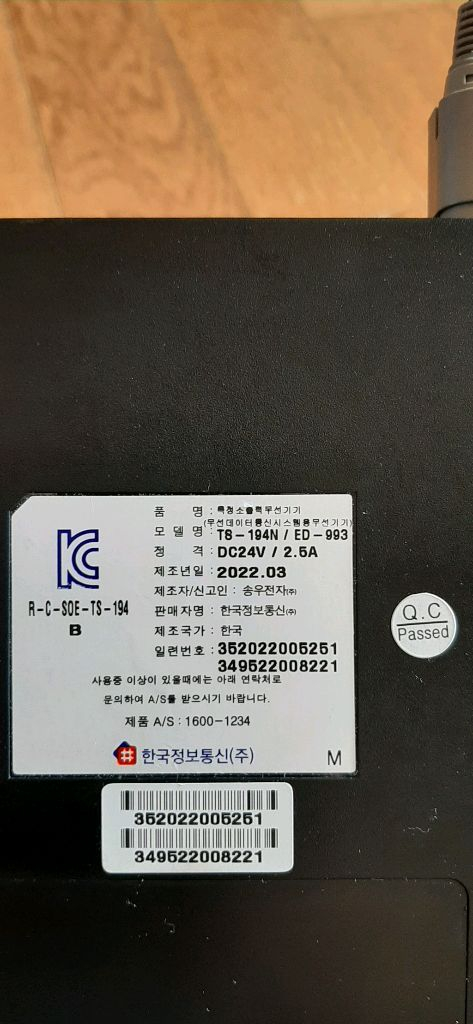 품 명 : 특정소출력무선기기
(무선데이터통신시스템용무선기기)
모 델 명 : TS-194N / ED-993
정 격 : DC24V / 2.5A
제조년월 : 2022.03
제조자/신고인 : 송우전자(주)
판매자명 : 한국정보통신(주)
제조국가 : 한국
일련번호 : 352022005251
349522008221
R-C-SOE-TS-194
B
사용중 이상이 있을때에는 아래 연락처로
문의하여 A/S를 받으시기 바랍니다.
제품 A/S : 1600-1234
한국정보통신(주)
M
Q.C
Passed
352022005251
349522008221